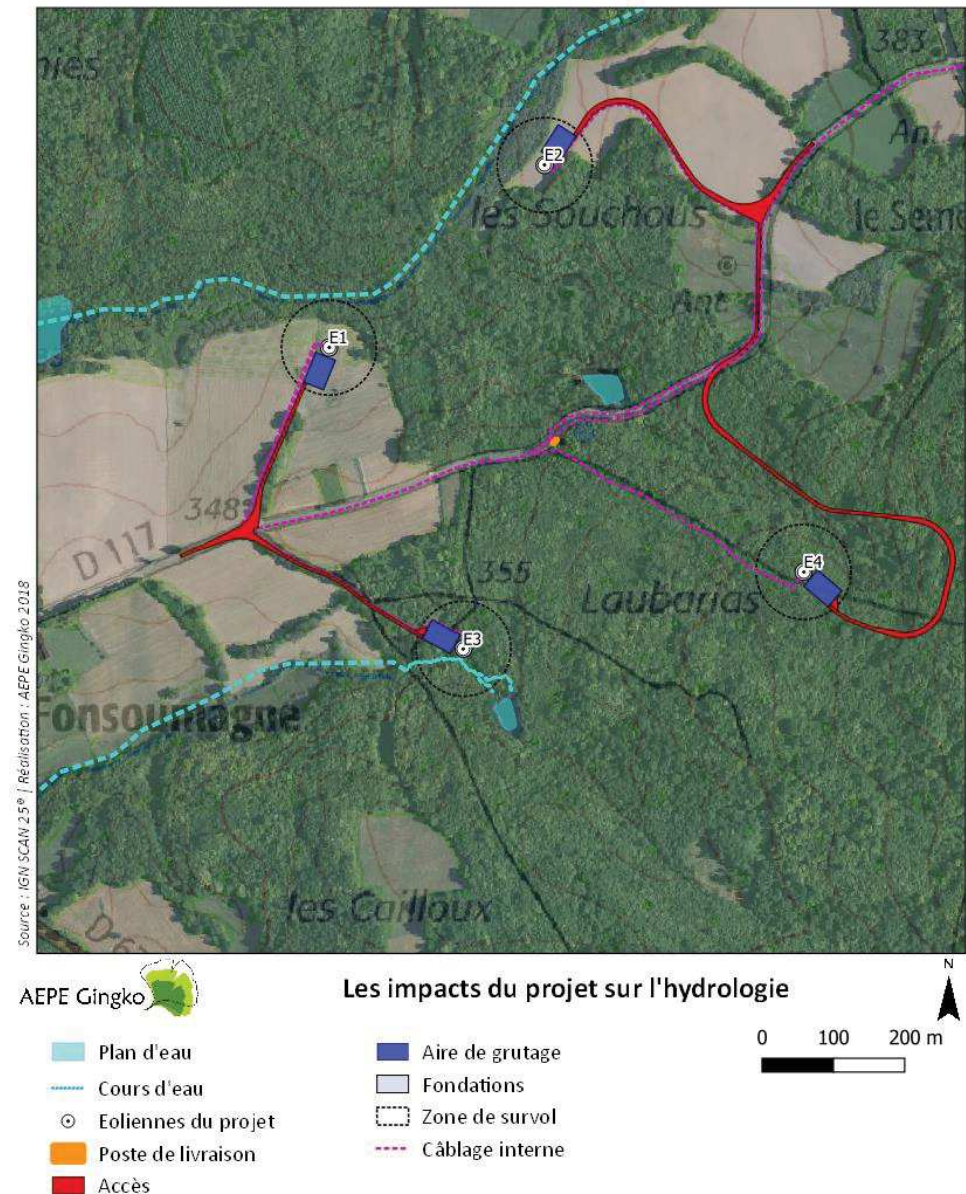 nies
383
Ant
E2
les Souchous
Ant
E1
348
D 117
E4
355
Laubarias
E3
Fonsoumagne
les Cailloux
Source : IGN SCAN 25® | Réalisation : AEPE Gingko 2018
AEPE Gingko
Les impacts du projet sur l'hydrologie
N
0 100 200 m
Plan d'eau
Cours d'eau
Eoliennes du projet
Poste de livraison
Accès
Aire de grutage
Fondations
Zone de survol
Câblage interne